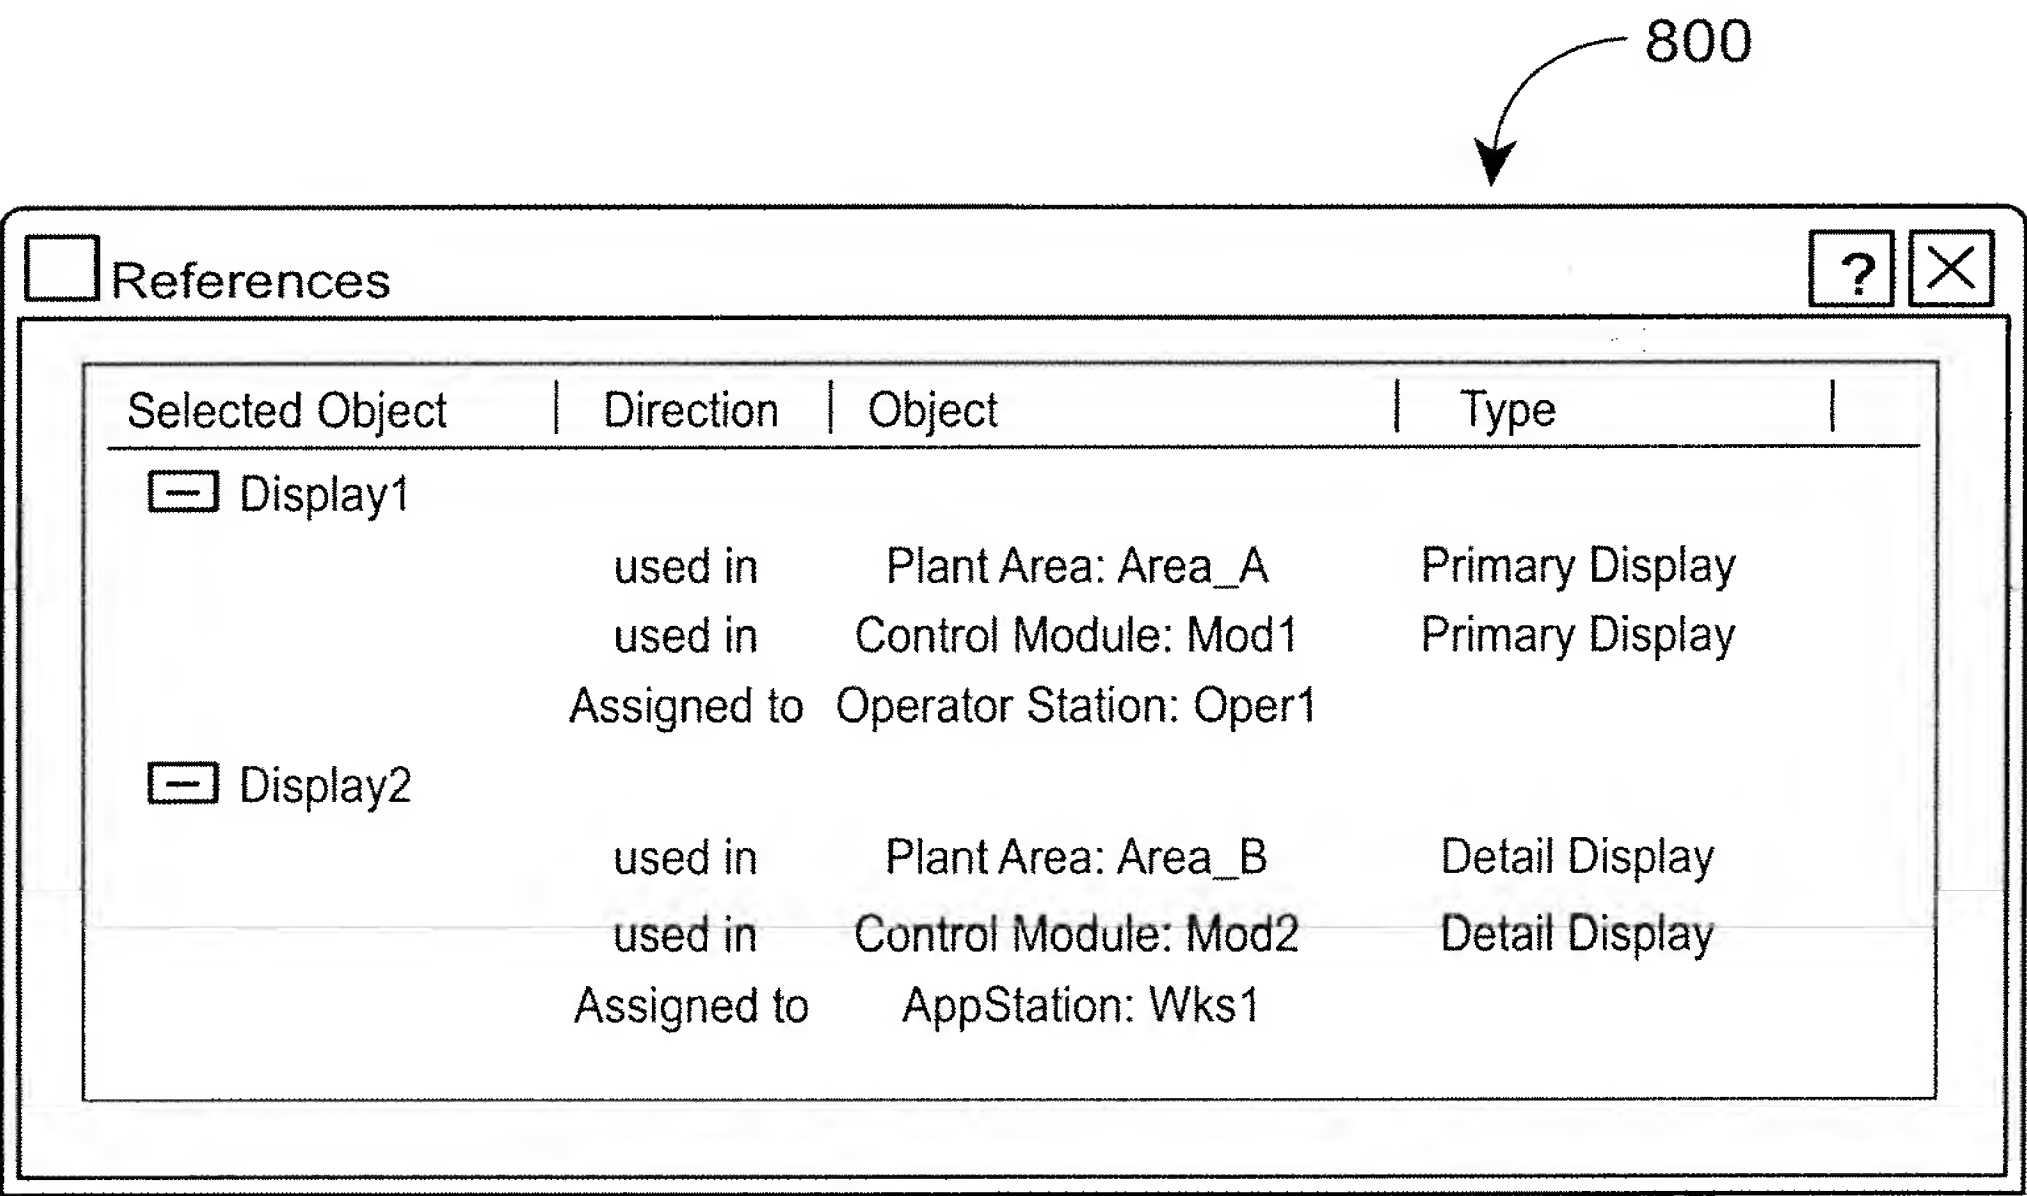 800
References ?
Selected Object Direction Object Type
Display1
used in Plant Area: Area_A Primary Display
used in Control Module: Mod1 Primary Display
Assigned to Operator Station: Oper1
Display2
used in Plant Area: Area_B Detail Display
used in Control Module: Mod2 Detail Display
Assigned to AppStation: Wks1